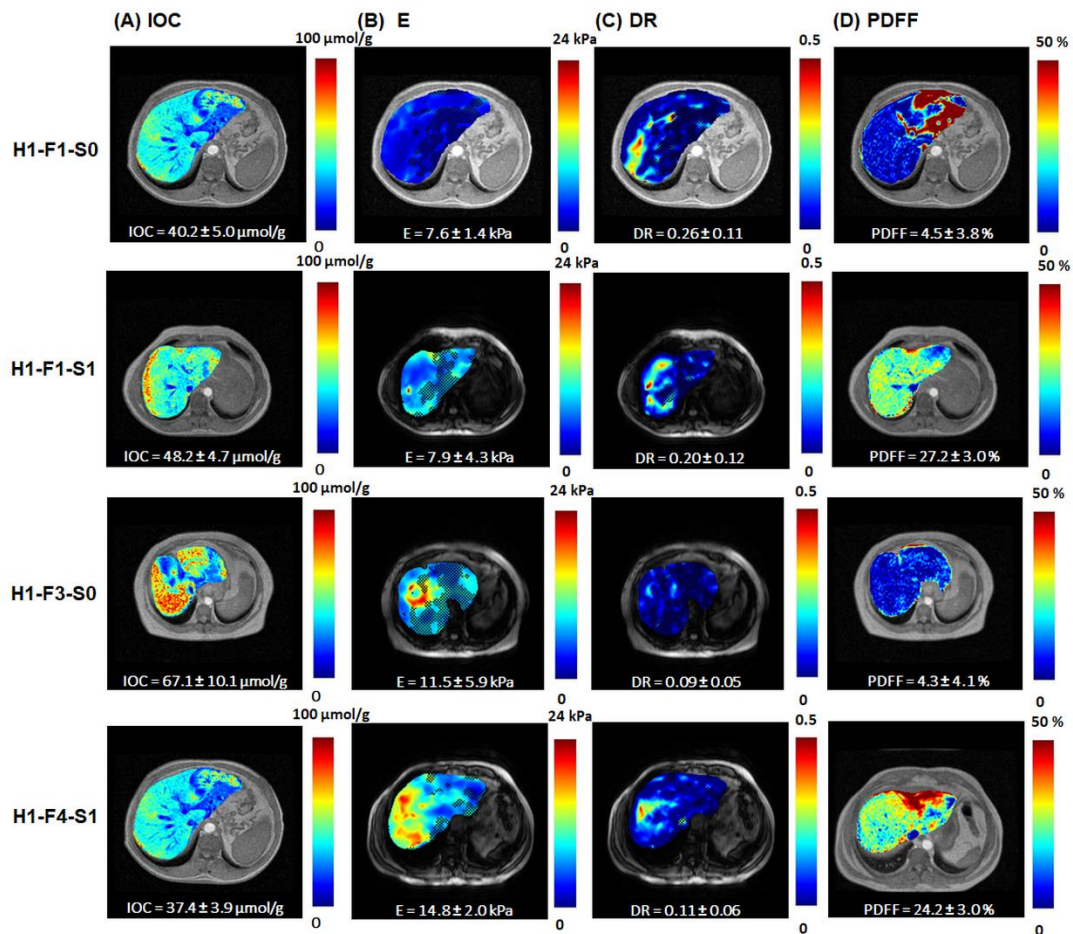 (A) IOC (B) E (C) DR (D) PDFF
100 µmol/g 24 kPa 0.5 50 %
H1-F1-S0
IOC = 40.2 ± 5.0 µmol/g 0 E = 7.6 ± 1.4 kPa 0 DR = 0.26 ± 0.11 0 PDFF = 4.5 ± 3.8 % 0
100 µmol/g 24 kPa 0.5 50 %
H1-F1-S1
IOC = 48.2 ± 4.7 µmol/g 0 E = 7.9 ± 4.3 kPa 0 DR = 0.20 ± 0.12 0 PDFF = 27.2 ± 3.0 % 0
100 µmol/g 24 kPa 0.5 50 %
H1-F3-S0
IOC = 67.1 ± 10.1 µmol/g 0 E = 11.5 ± 5.9 kPa 0 DR = 0.09 ± 0.05 0 PDFF = 4.3 ± 4.1 % 0
100 µmol/g 24 kPa 0.5 50 %
H1-F4-S1
IOC = 37.4 ± 3.9 µmol/g 0 E = 14.8 ± 2.0 kPa 0 DR = 0.11 ± 0.06 0 PDFF = 24.2 ± 3.0 % 0